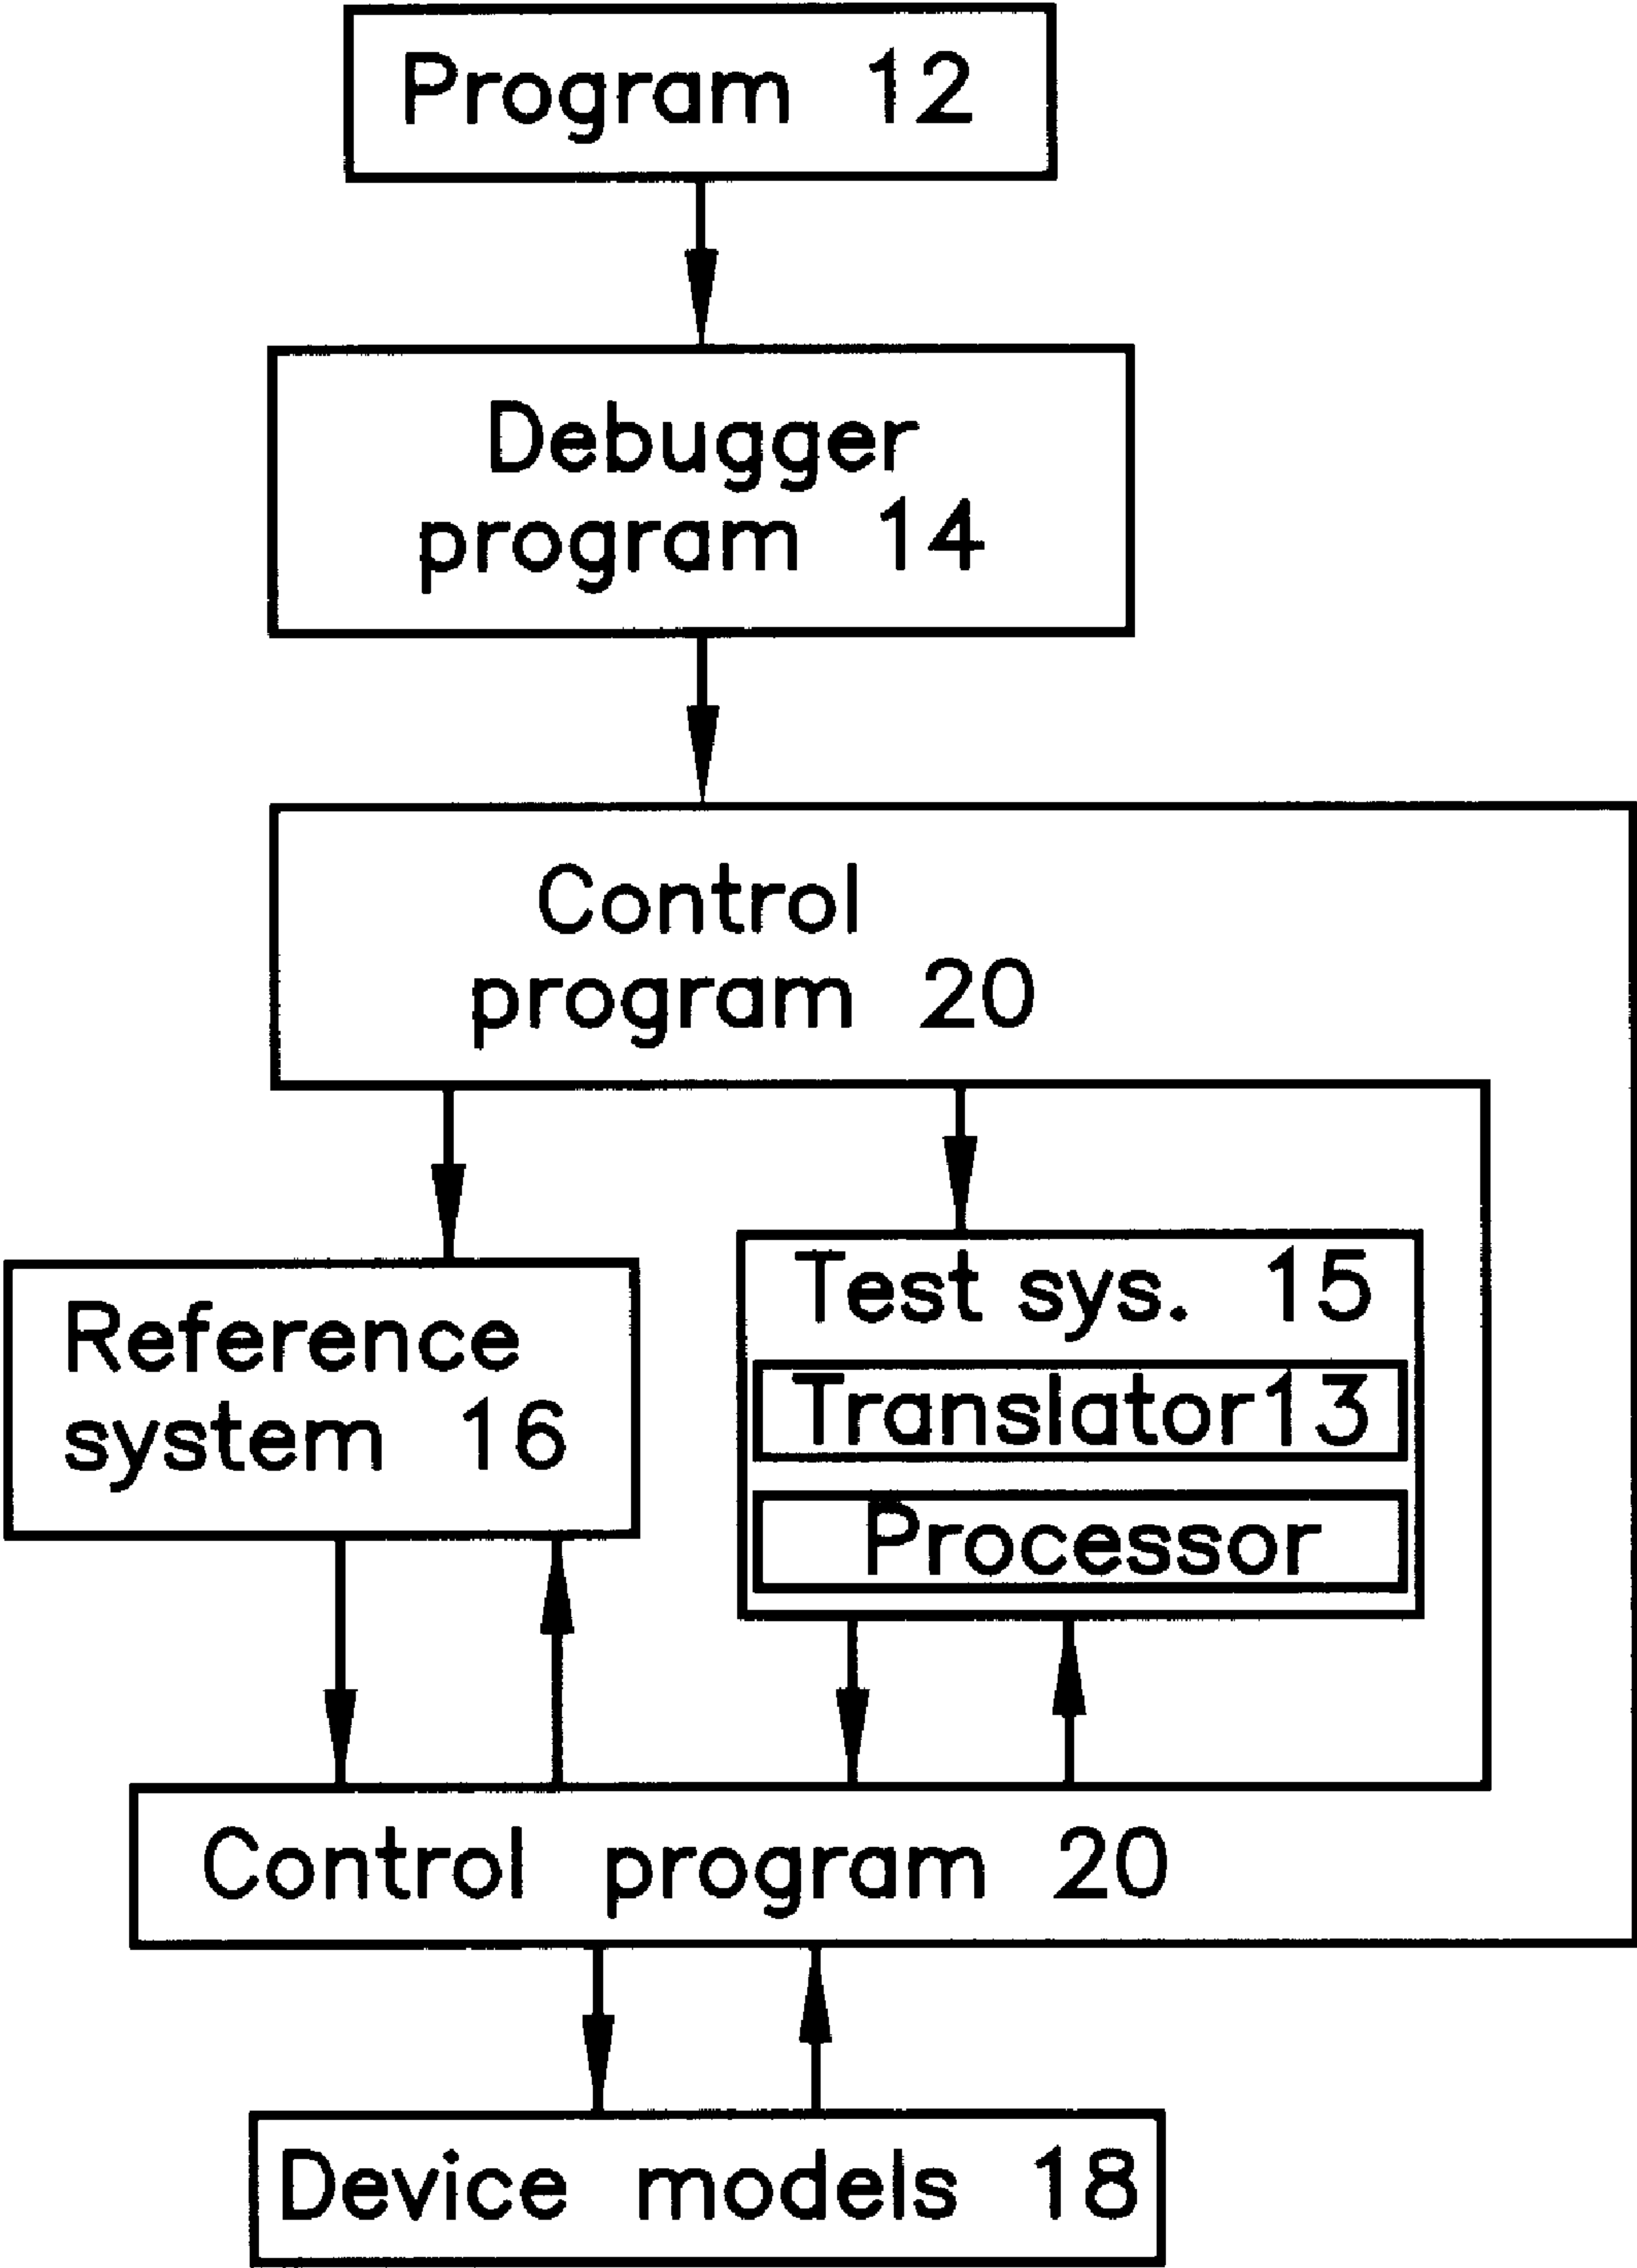 Program 12
Debugger
program 14
Control
program 20
Reference
system 16
Test sys. 15
Translator13
Processor
Control program 20
Device models 18